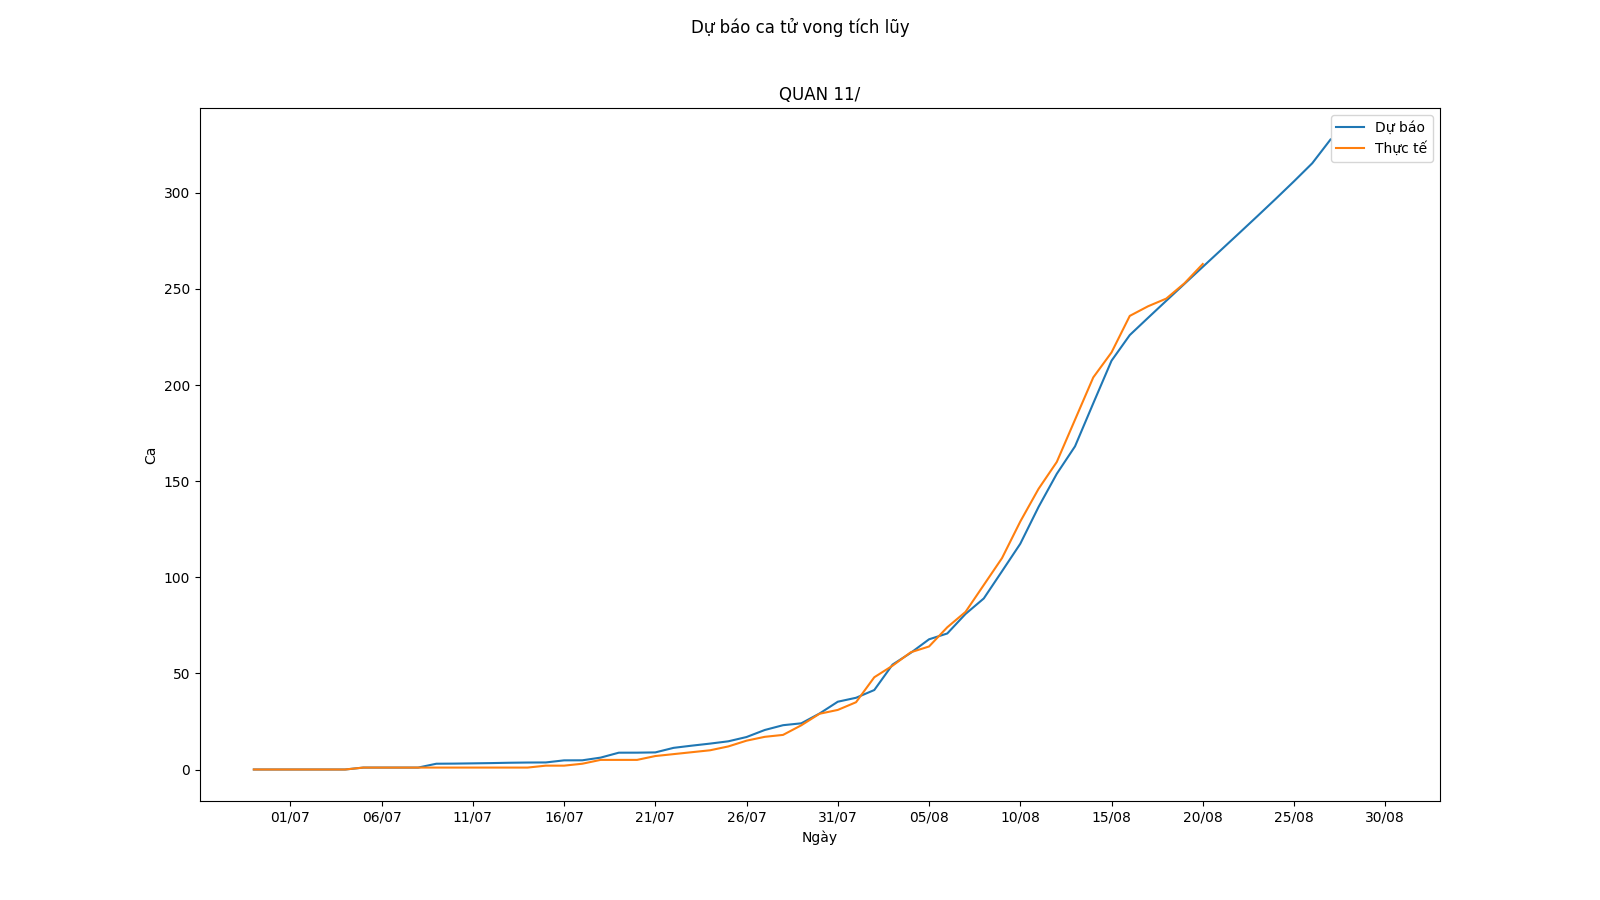 Dự báo ca tử vong tích lũy
QUAN 11/
Dự báo
Thực tế
Ca
300
250
200
150
100
50
0
01/07 06/07 11/07 16/07 21/07 26/07 31/07 05/08 10/08 15/08 20/08 25/08 30/08
Ngày